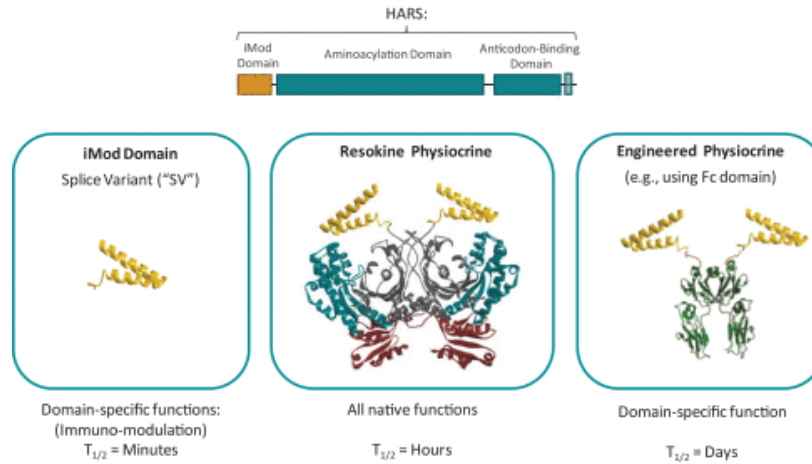 HARS:
iMod
Domain
Aminoacylation Domain
Anticodon-Binding
Domain
iMod Domain
Splice Variant ("SV")
Resokine Physiocrine
Engineered Physiocrine
(e.g., using Fc domain)
Domain-specific functions:
(Immuno-modulation)
T1/2 = Minutes
All native functions
T1/2 = Hours
Domain-specific function
T1/2 = Days